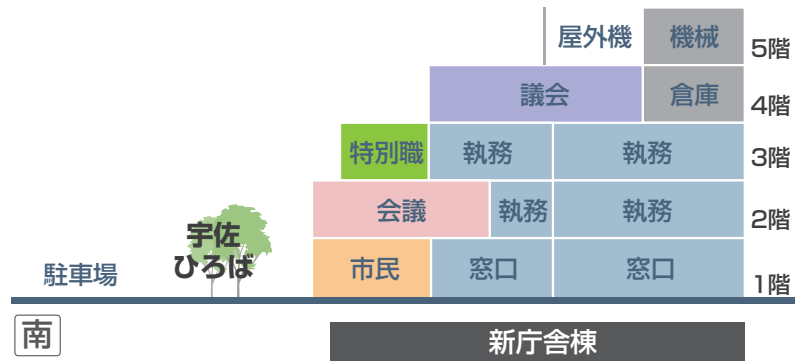 屋外機 機械 5階
議会 倉庫 4階
特別職 執務 執務 3階
会議 執務 執務 2階
宇佐
ひろば
駐車場 市民 窓口 窓口 1階
南 新庁舎棟